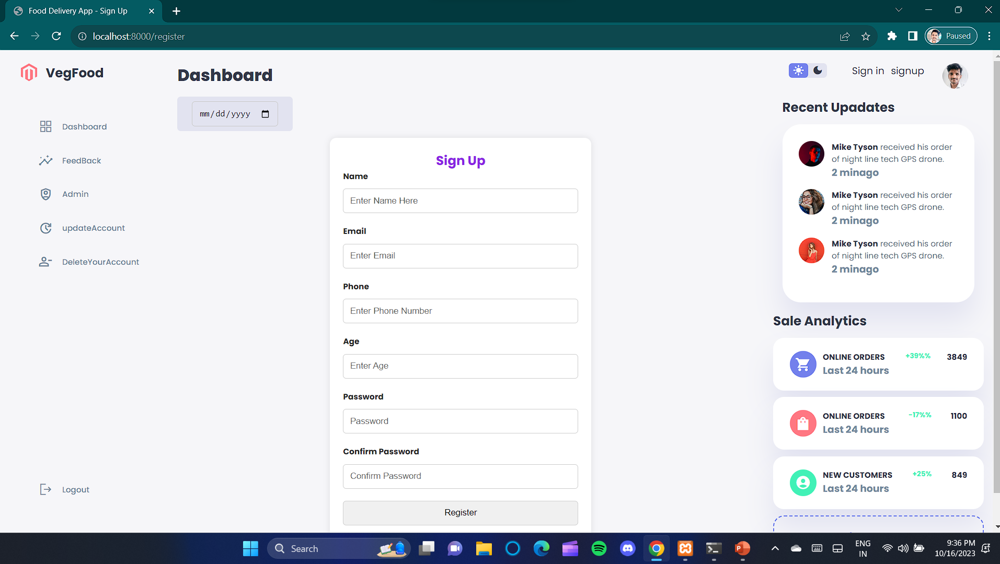 Food Delivery App - Sign Up
localhost:8000/register
Paused
VegFood
Dashboard
FeedBack
Admin
updateAccount
DeleteYourAccount
Logout
Dashboard
mm/dd/yyyy
Sign in signup
Sign Up
Name
Enter Name Here
Email
Enter Email
Phone
Enter Phone Number
Age
Enter Age
Password
Password
Confirm Password
Confirm Password
Register
Recent Upadates
Mike Tyson received his order
of night line tech GPS drone.
2 minago
Mike Tyson received his order
of night line tech GPS drone.
2 minago
Mike Tyson received his order
of night line tech GPS drone.
2 minago
Sale Analytics
ONLINE ORDERS +39%% 3849
Last 24 hours
ONLINE ORDERS -17%% 1100
Last 24 hours
NEW CUSTOMERS +25% 849
Last 24 hours
Search
ENG
IN
9:36 PM
10/16/2023